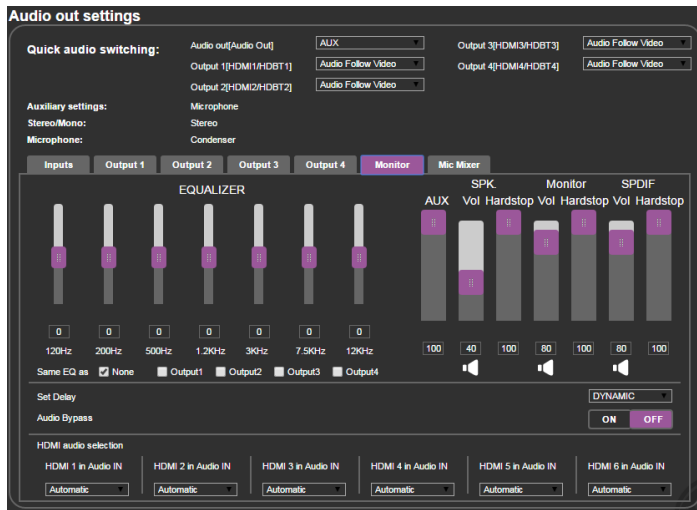 Audio out settings
Quick audio switching:
Audio out[Audio Out] AUX Output 3[HDMI3/HDBT3] Audio Follow Video
Output 1[HDMI1/HDBT1] Audio Follow Video Output 4[HDMI4/HDBT4] Audio Follow Video
Output 2[HDMI2/HDBT2] Audio Follow Video
Auxiliary settings: Microphone
Stereo/Mono: Stereo
Microphone: Condenser
Inputs Output 1 Output 2 Output 3 Output 4 Monitor Mic Mixer
EQUALIZER
SPK. Monitor SPDIF
AUX Vol Hardstop Vol Hardstop Vol Hardstop
0 0 0 0 0 0 0
120Hz 200Hz 500Hz 1.2KHz 3KHz 7.5KHz 12KHz
100 40 100 80 100 80 100
Same EQ as None Output1 Output2 Output3 Output4
Set Delay DYNAMIC
Audio Bypass ON OFF
HDMI audio selection
HDMI 1 in Audio IN HDMI 2 in Audio IN HDMI 3 in Audio IN HDMI 4 in Audio IN HDMI 5 in Audio IN HDMI 6 in Audio IN
Automatic Automatic Automatic Automatic Automatic Automatic